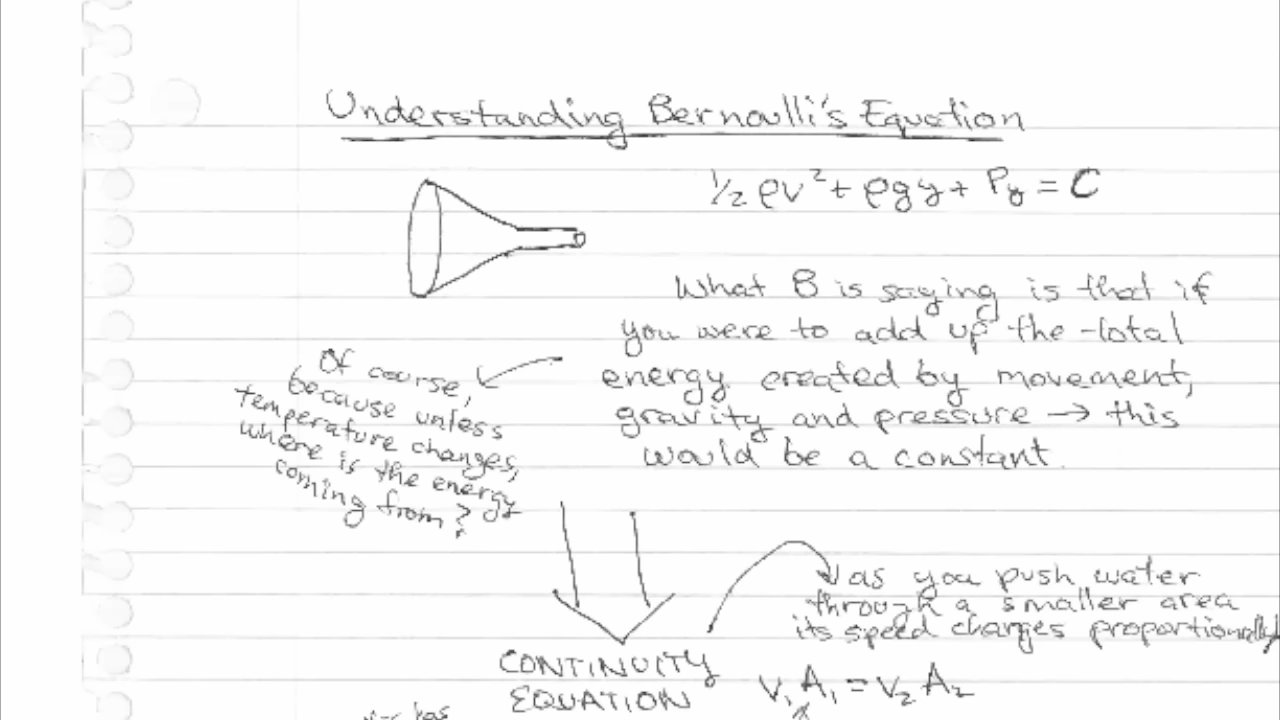 Understanding Bernoulli's Equation
1/2 ρv² + ρgy + Py = C
What B is saying is that if
you were to add up the total
energy created by movement,
gravity and pressure → this
would be a constant.
Of course,
because unless
temperature changes,
where is the energy
coming from?
as you push water
through a smaller area
its speed changes proportionally
CONTINUITY
EQUATION
V₁A₁ = V₂A₂
has